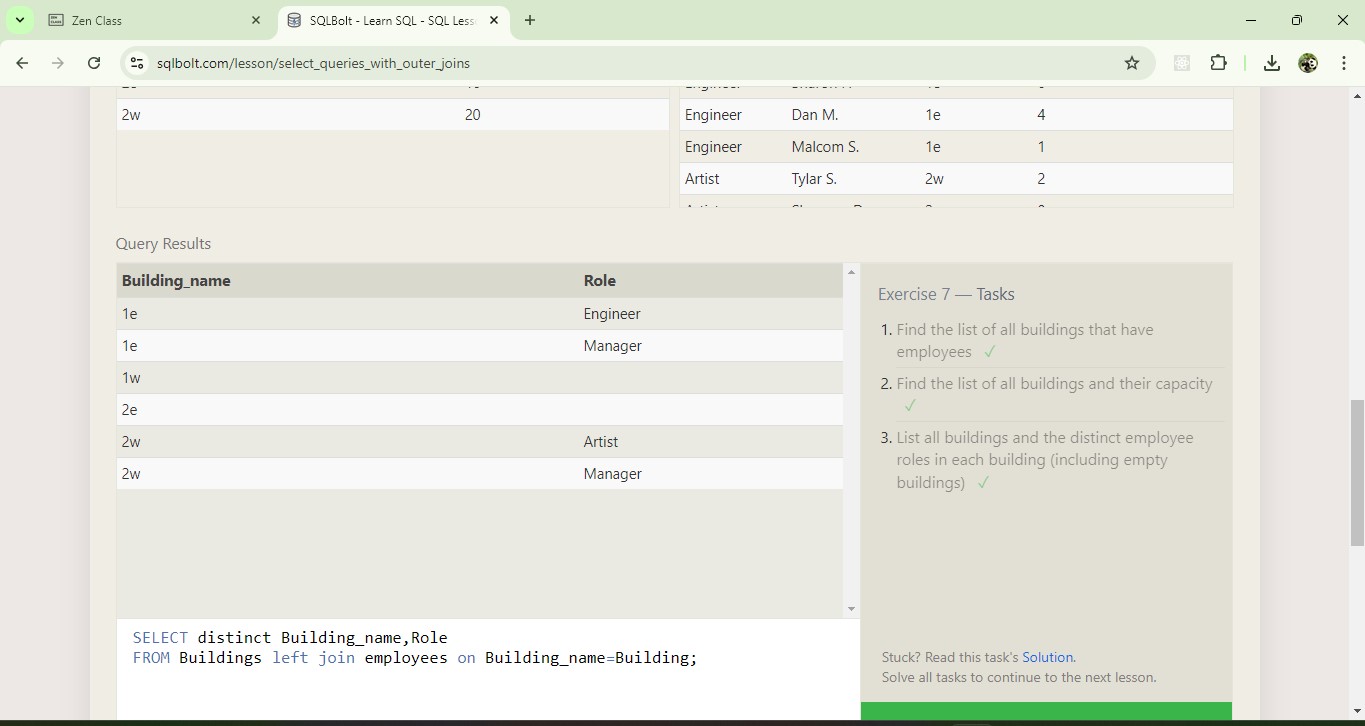 Zen Class
SQLBolt - Learn SQL - SQL Less
sqlbolt.com/lesson/select_queries_with_outer_joins
2w 20
Engineer Dan M. 1e 4
Engineer Malcom S. 1e 1
Artist Tylar S. 2w 2
Query Results
Building_name Role
1e Engineer
1e Manager
1w
2e
2w Artist
2w Manager
Exercise 7 — Tasks
1. Find the list of all buildings that have
employees ✓
2. Find the list of all buildings and their capacity
✓
3. List all buildings and the distinct employee
roles in each building (including empty
buildings) ✓
SELECT distinct Building_name,Role
FROM Buildings left join employees on Building_name=Building;
Stuck? Read this task's Solution.
Solve all tasks to continue to the next lesson.